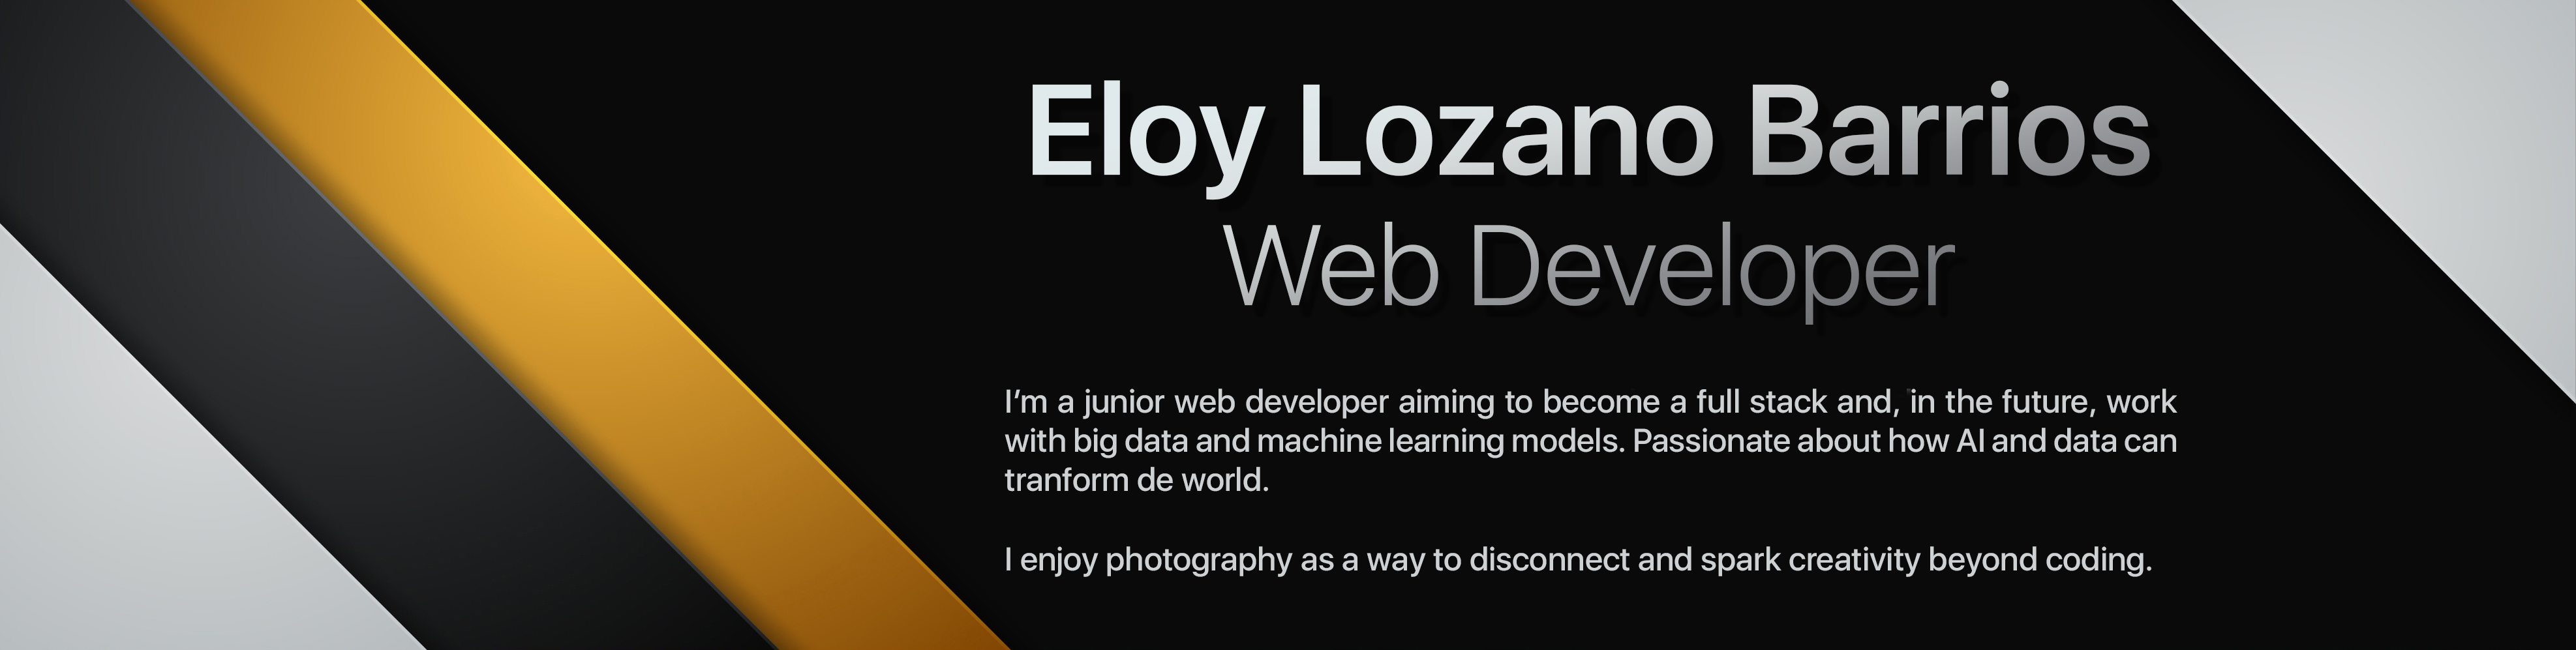 Eloy Lozano Barrios
Web Developer
I’m a junior web developer aiming to become a full stack and, in the future, work
with big data and machine learning models. Passionate about how AI and data can
tranform de world.
I enjoy photography as a way to disconnect and spark creativity beyond coding.